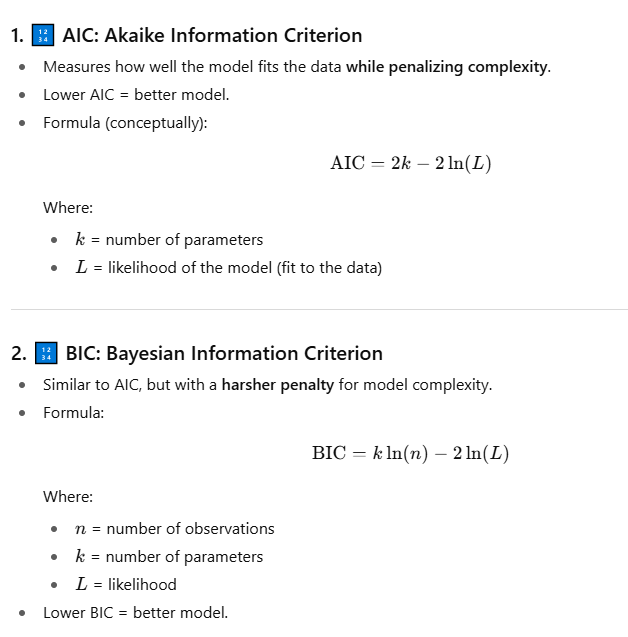 1. 🔢 AIC: Akaike Information Criterion
• Measures how well the model fits the data while penalizing complexity.
• Lower AIC = better model.
• Formula (conceptually):
AIC = 2k − 2 ln(L)
Where:
• k = number of parameters
• L = likelihood of the model (fit to the data)
2. 🔢 BIC: Bayesian Information Criterion
• Similar to AIC, but with a harsher penalty for model complexity.
• Formula:
BIC = k ln(n) − 2 ln(L)
Where:
• n = number of observations
• k = number of parameters
• L = likelihood
• Lower BIC = better model.